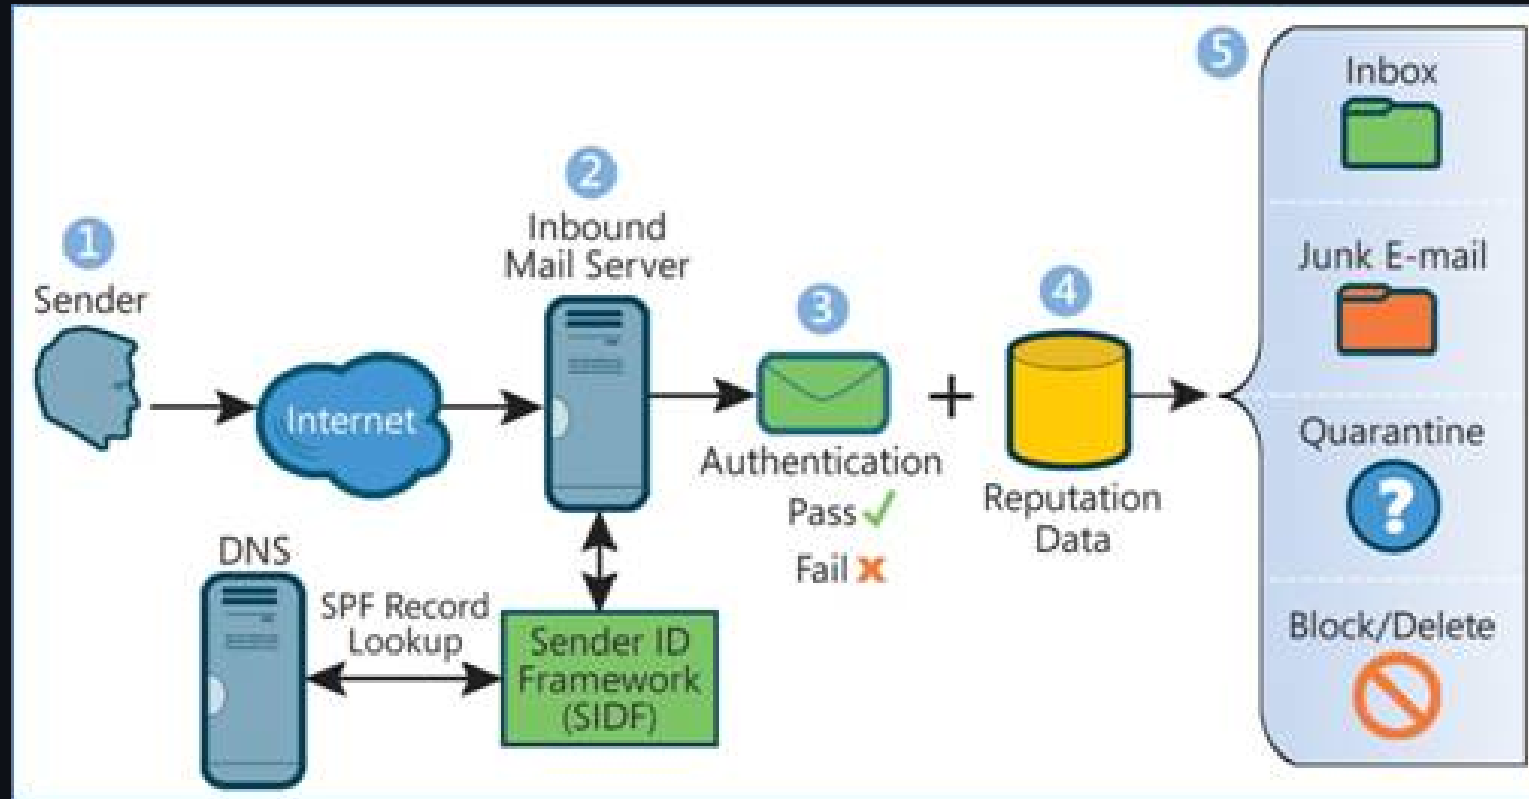 1
Sender
Internet
2
Inbound
Mail Server
3
Authentication
Pass
Fail
4
Reputation
Data
DNS
SPF Record
Lookup
Sender ID
Framework
(SIDF)
5
Inbox
Junk E-mail
Quarantine
?
Block/Delete